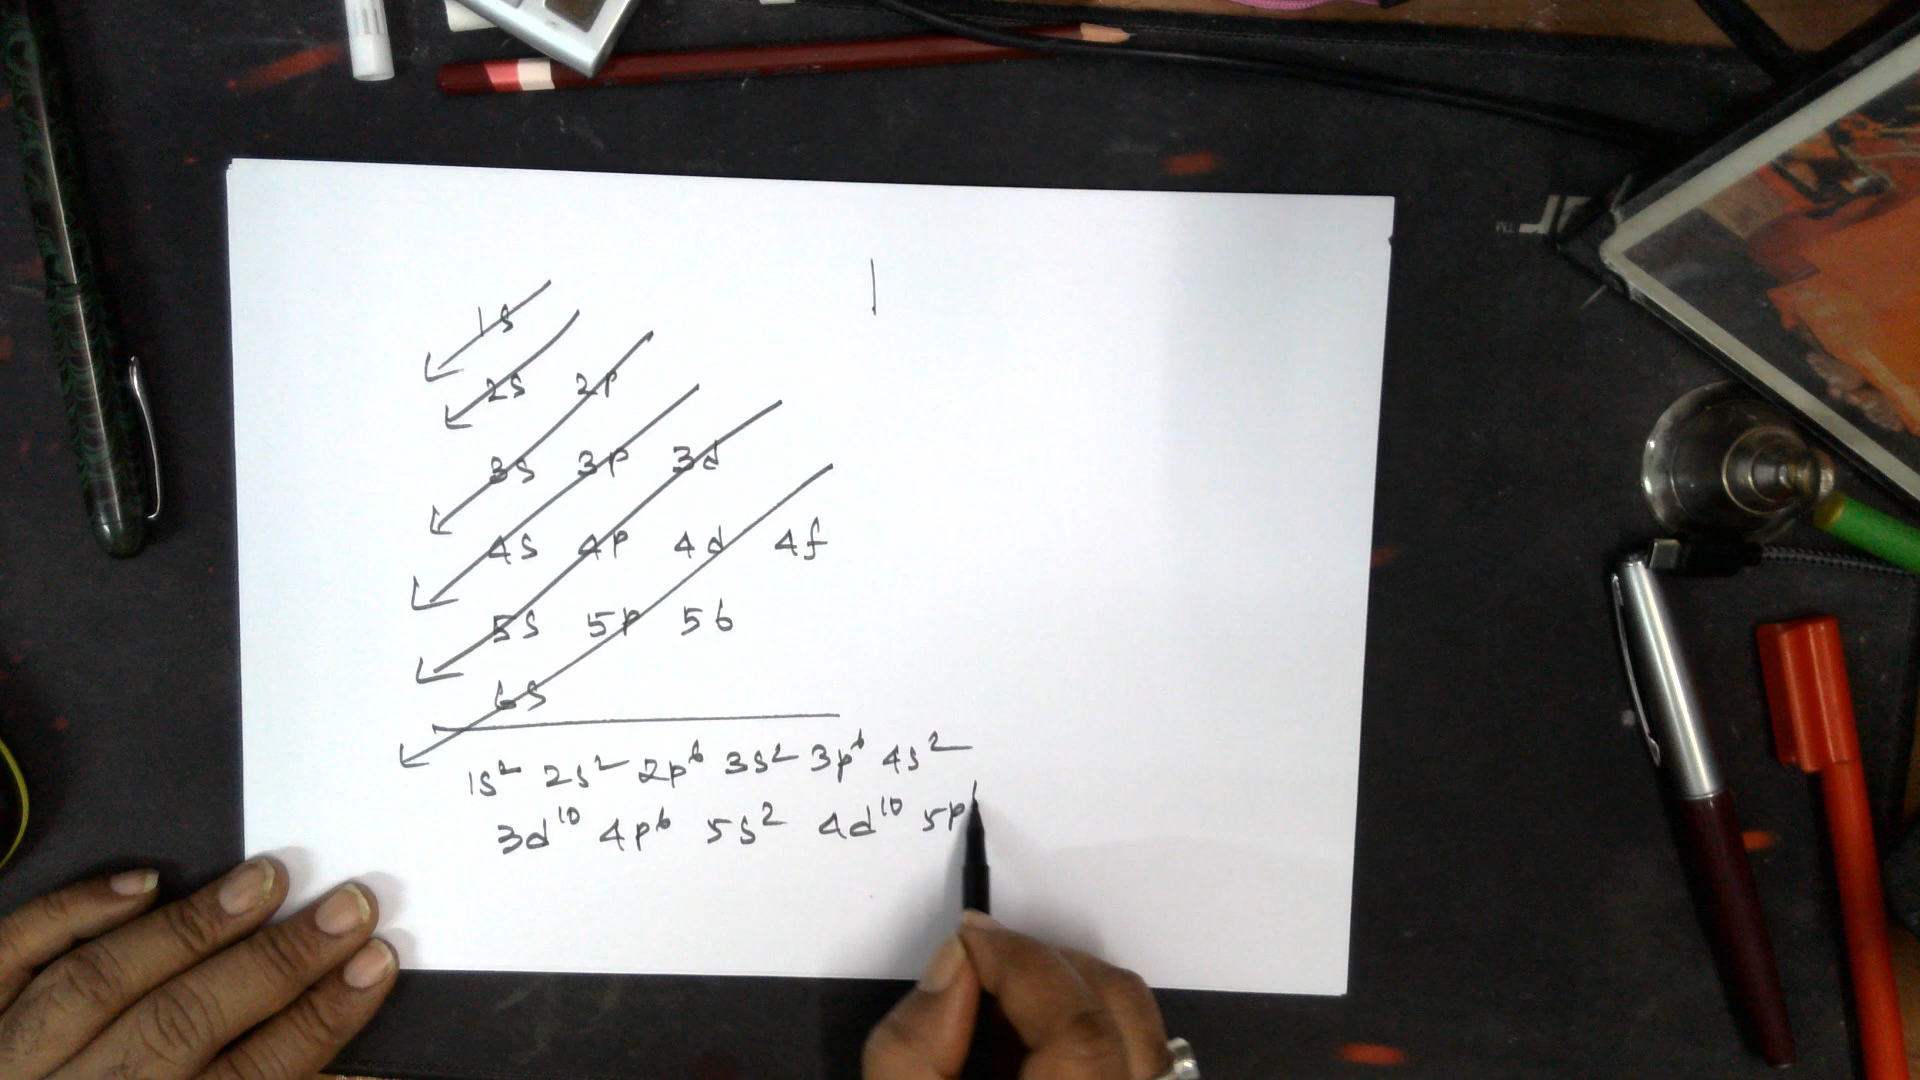 1s
2s 2p
3s 3p 3d
4s 4p 4d 4f
5s 5p 56
6s
1s² 2s² 2p⁶ 3s² 3p⁶ 4s²
3d¹⁰ 4p⁶ 5s² 4d¹⁰ 5p